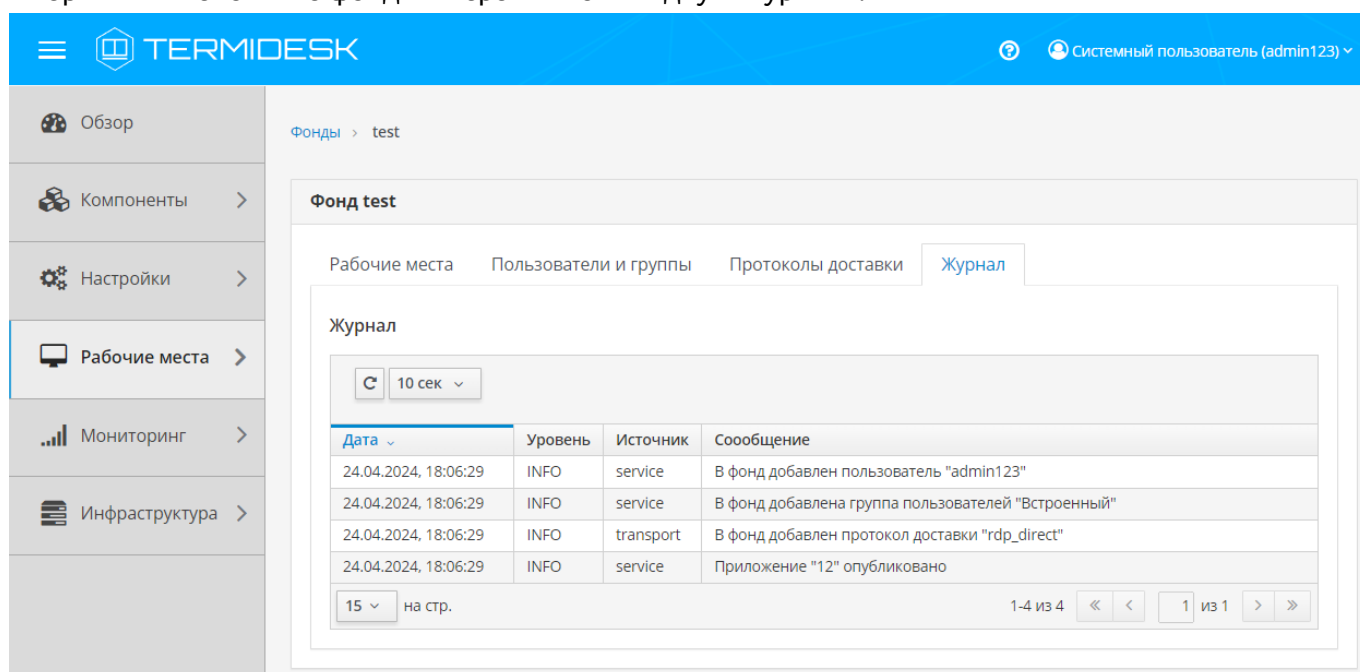 TERMIDESK
Системный пользователь (admin123)
Обзор
Компоненты
Настройки
Рабочие места
Мониторинг
Инфраструктура
Фонды > test
Фонд test
Рабочие места Пользователи и группы Протоколы доставки Журнал
Журнал
10 сек
Дата Уровень Источник Соообщение
24.04.2024, 18:06:29 INFO service В фонд добавлен пользователь "admin123"
24.04.2024, 18:06:29 INFO service В фонд добавлена группа пользователей "Встроенный"
24.04.2024, 18:06:29 INFO transport В фонд добавлен протокол доставки "rdp_direct"
24.04.2024, 18:06:29 INFO service Приложение "12" опубликовано
15 на стр. 1-4 из 4 « < 1 из 1 > »